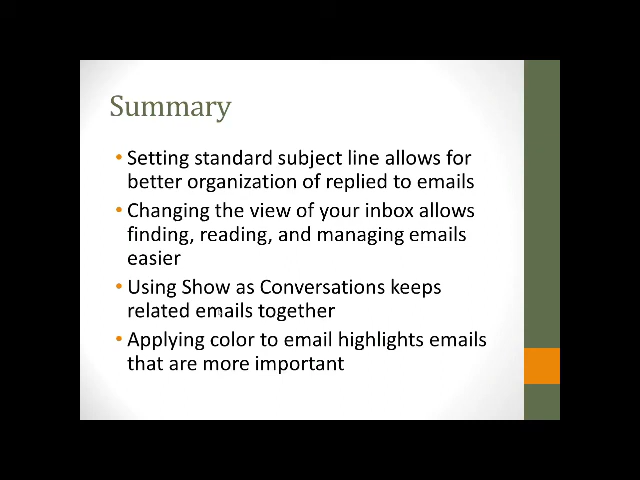 Summary
• Setting standard subject line allows for
better organization of replied to emails
• Changing the view of your inbox allows
finding, reading, and managing emails
easier
• Using Show as Conversations keeps
related emails together
• Applying color to email highlights emails
that are more important